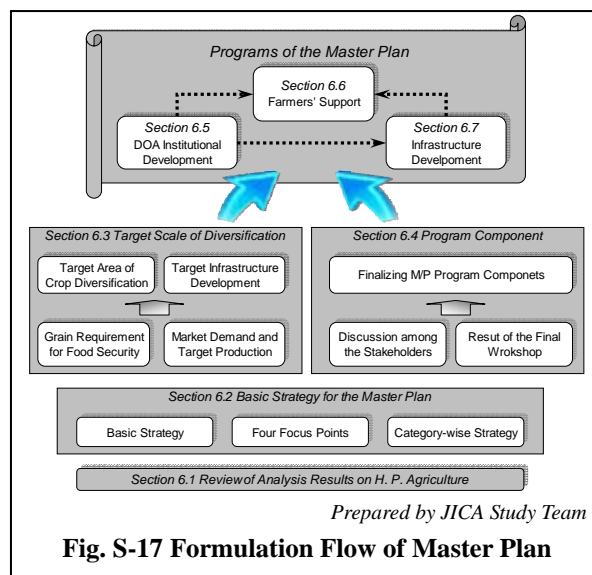 Programs of the Master Plan
Section 6.6
Farmers' Support
Section 6.5
DOA Institutional
Development
Section 6.7
Infrastructure
Develpoment
Section 6.3 Target Scale of Diversification
Target Area of
Crop Diversification
Target Infrastructure
Development
Grain Requirement
for Food Security
Market Demand and
Target Production
Section 6.4 Program Component
Finalizing M/P Program Componets
Discussion among
the Stakeholders
Resut of the Final
Wrokshop
Section 6.2 Basic Strategy for the Master Plan
Basic Strategy
Four Focus Points
Category-wise Strategy
Section 6.1 Review of Analysis Results on H. P. Agriculture
Prepared by JICA Study Team
Fig. S-17 Formulation Flow of Master Plan